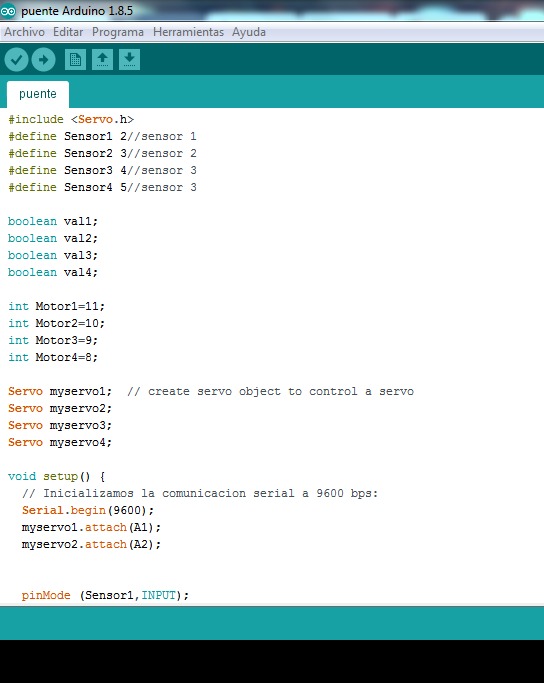 puente Arduino 1.8.5
Archivo Editar Programa Herramientas Ayuda
puente
#include <Servo.h>
#define Sensor1 2//sensor 1
#define Sensor2 3//sensor 2
#define Sensor3 4//sensor 3
#define Sensor4 5//sensor 3
boolean val1;
boolean val2;
boolean val3;
boolean val4;
int Motor1=11;
int Motor2=10;
int Motor3=9;
int Motor4=8;
Servo myservo1;  // create servo object to control a servo
Servo myservo2;
Servo myservo3;
Servo myservo4;
void setup() {
  // Inicializamos la comunicacion serial a 9600 bps:
  Serial.begin(9600);
  myservo1.attach(A1);
  myservo2.attach(A2);
  pinMode (Sensor1,INPUT);